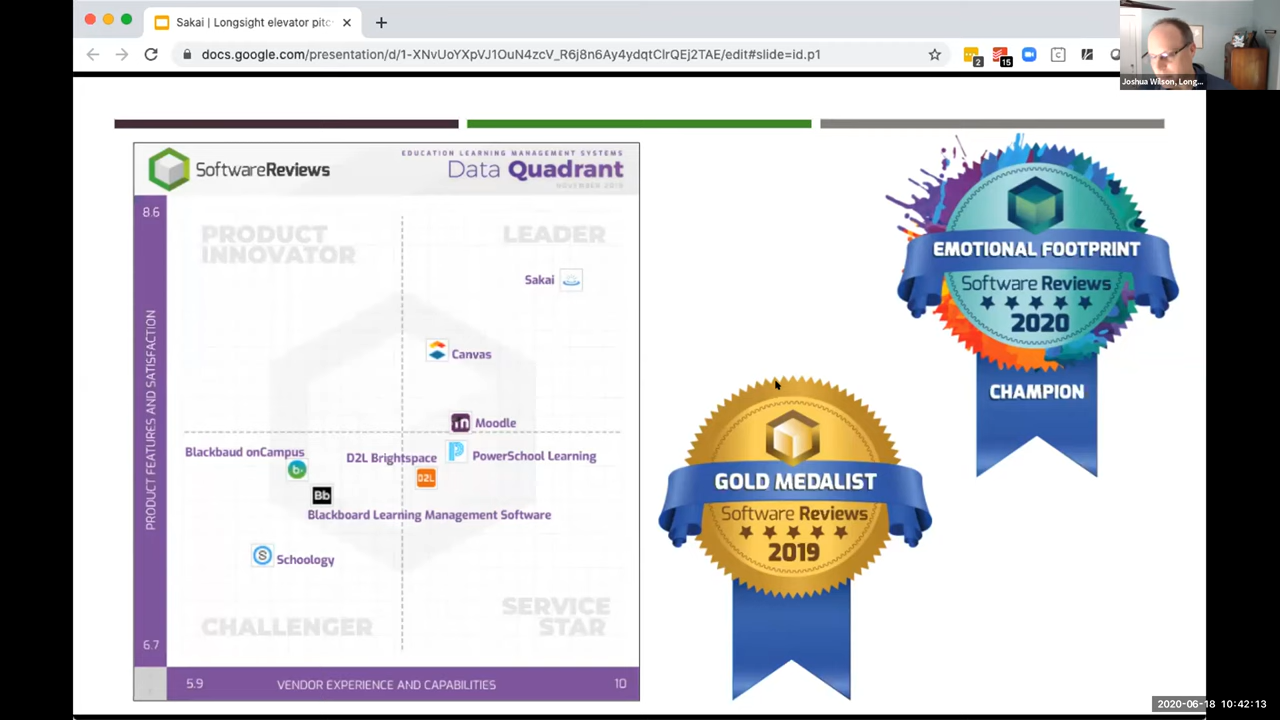 Sakai | Longsight elevator pitc
docs.google.com/presentation/d/1-XNvUoYXpVJ1OuN4zcV_R6j8n6Ay4ydqtClrQEj2TAE/edit#slide=id.p1
2
15
Joshua Wilson, Long...
SoftwareReviews
EDUCATION LEARNING MANAGEMENT SYSTEMS
Data Quadrant
NOVEMBER 2019
8.6
PRODUCT FEATURES AND SATISFACTION
6.7
PRODUCT
INNOVATOR
LEADER
Sakai
Canvas
Moodle
Blackbaud onCampus
D2L Brightspace
PowerSchool Learning
b
D2L
Bb
Blackboard Learning Management Software
S
Schoology
CHALLENGER
SERVICE
STAR
5.9
VENDOR EXPERIENCE AND CAPABILITIES
10
GOLD MEDALIST
Software Reviews
2019
EMOTIONAL FOOTPRINT
Software Reviews
2020
CHAMPION
2020-06-18 10:42:13